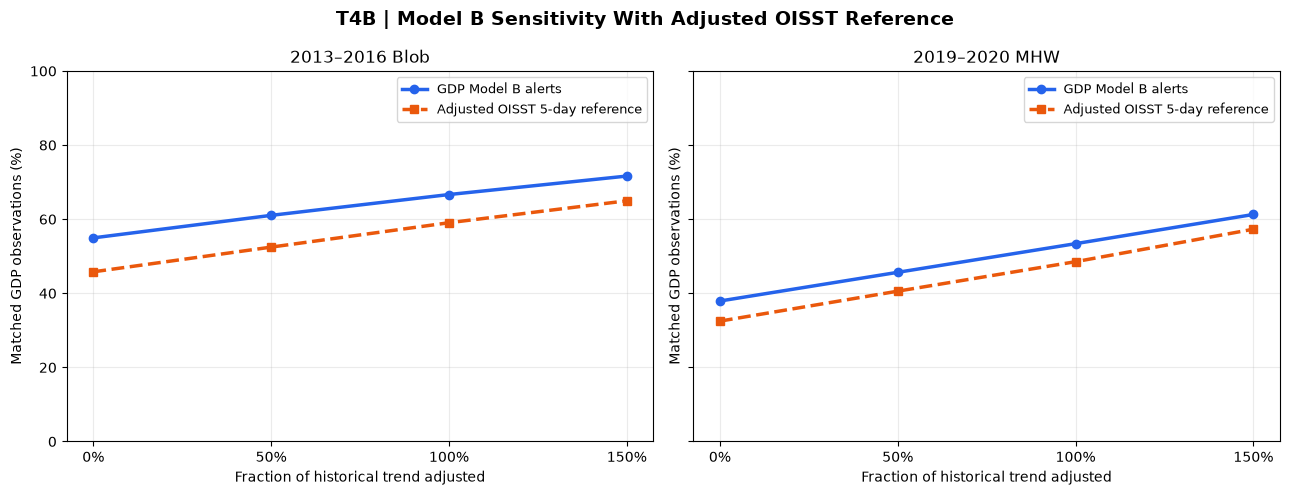 T4B | Model B Sensitivity With Adjusted OISST Reference
2013–2016 Blob
GDP Model B alerts
Adjusted OISST 5-day reference
Matched GDP observations (%)
100
80
60
40
20
0
0%
50%
100%
150%
Fraction of historical trend adjusted
2019–2020 MHW
GDP Model B alerts
Adjusted OISST 5-day reference
Matched GDP observations (%)
0%
50%
100%
150%
Fraction of historical trend adjusted